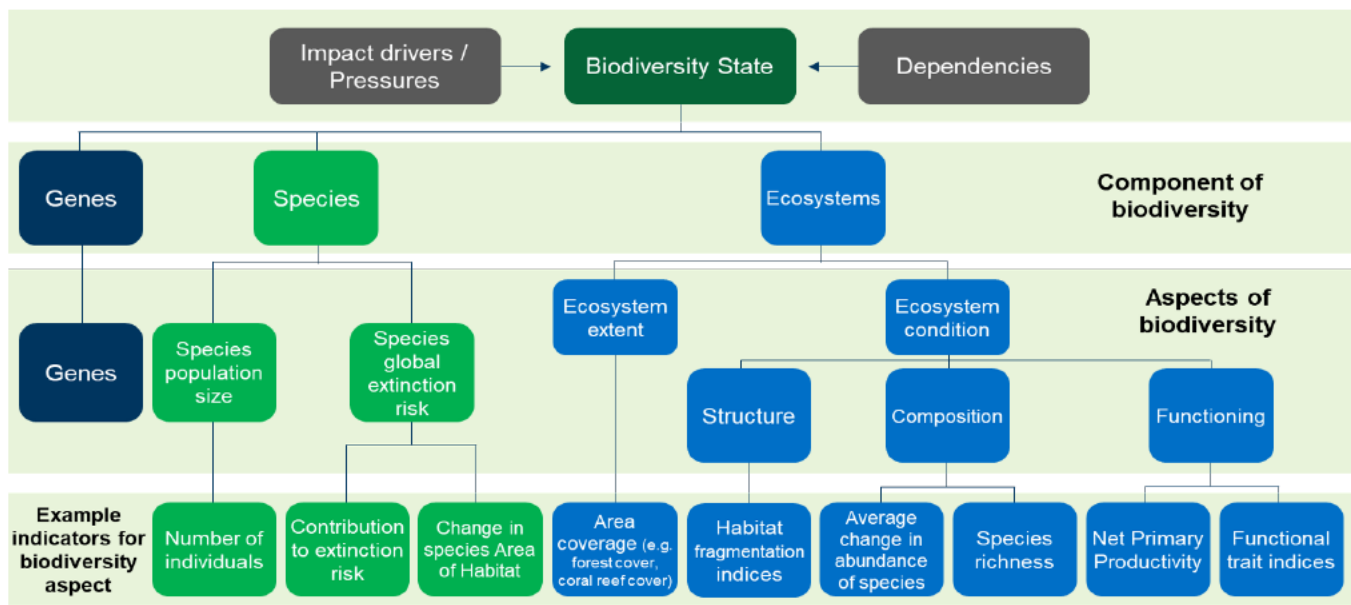 Impact drivers /
Pressures
Biodiversity State
Dependencies
Genes
Species
Ecosystems
Component of
biodiversity
Ecosystem
extent
Ecosystem
condition
Aspects of
biodiversity
Genes
Species
population
size
Species
global
extinction
risk
Structure
Composition
Functioning
Example
indicators for
biodiversity
aspect
Number of
individuals
Contribution
to extinction
risk
Change in
species Area
of Habitat
Area
coverage (e.g.
forest cover,
coral reef cover)
Habitat
fragmentation
indices
Average
change in
abundance
of species
Species
richness
Net Primary
Productivity
Functional
trait indices